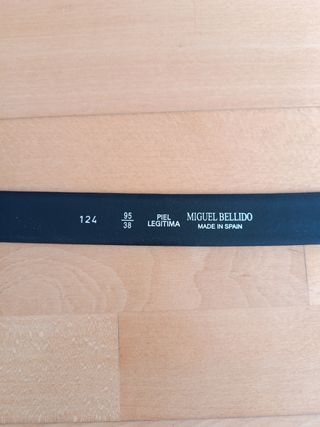 124
95
38
PIEL
LEGITIMA
MIGUEL BELLIDO
MADE IN SPAIN